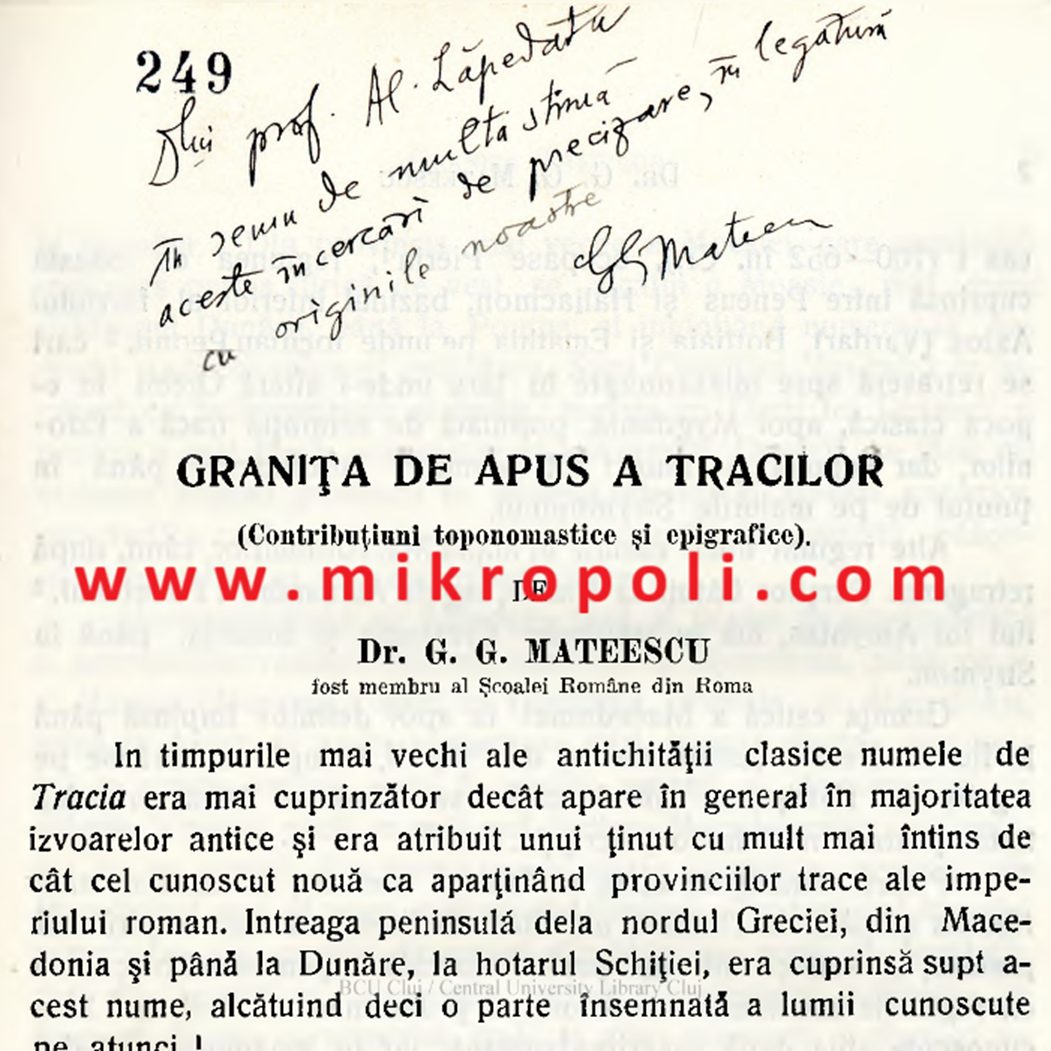 249
Dlui prof. Al. Lăpedatu
în semn de multă stimă
aceste încercări de precizare, în legătură
cu originile noastre
GGMateescu
GRANIŢA DE APUS A TRACILOR
(Contribuţiuni toponomastice şi epigrafice).
www.mikropoli.com
DE
Dr. G. G. MATEESCU
fost membru al Şcoalei Române din Roma
In timpurile mai vechi ale antichităţii clasice numele de
Tracia era mai cuprinzător decât apare în general în majoritatea
izvoarelor antice şi era atribuit unui ţinut cu mult mai întins de
cât cel cunoscut nouă ca aparţinând provinciilor trace ale impe-
riului roman. Intreaga peninsulă dela nordul Greciei, din Mace-
donia şi până la Dunăre, la hotarul Schiţiei, era cuprinsă supt a-
BCU Cluj / Central University Library Cluj
cest nume, alcătuind deci o parte însemnată a lumii cunoscute
pe atunci